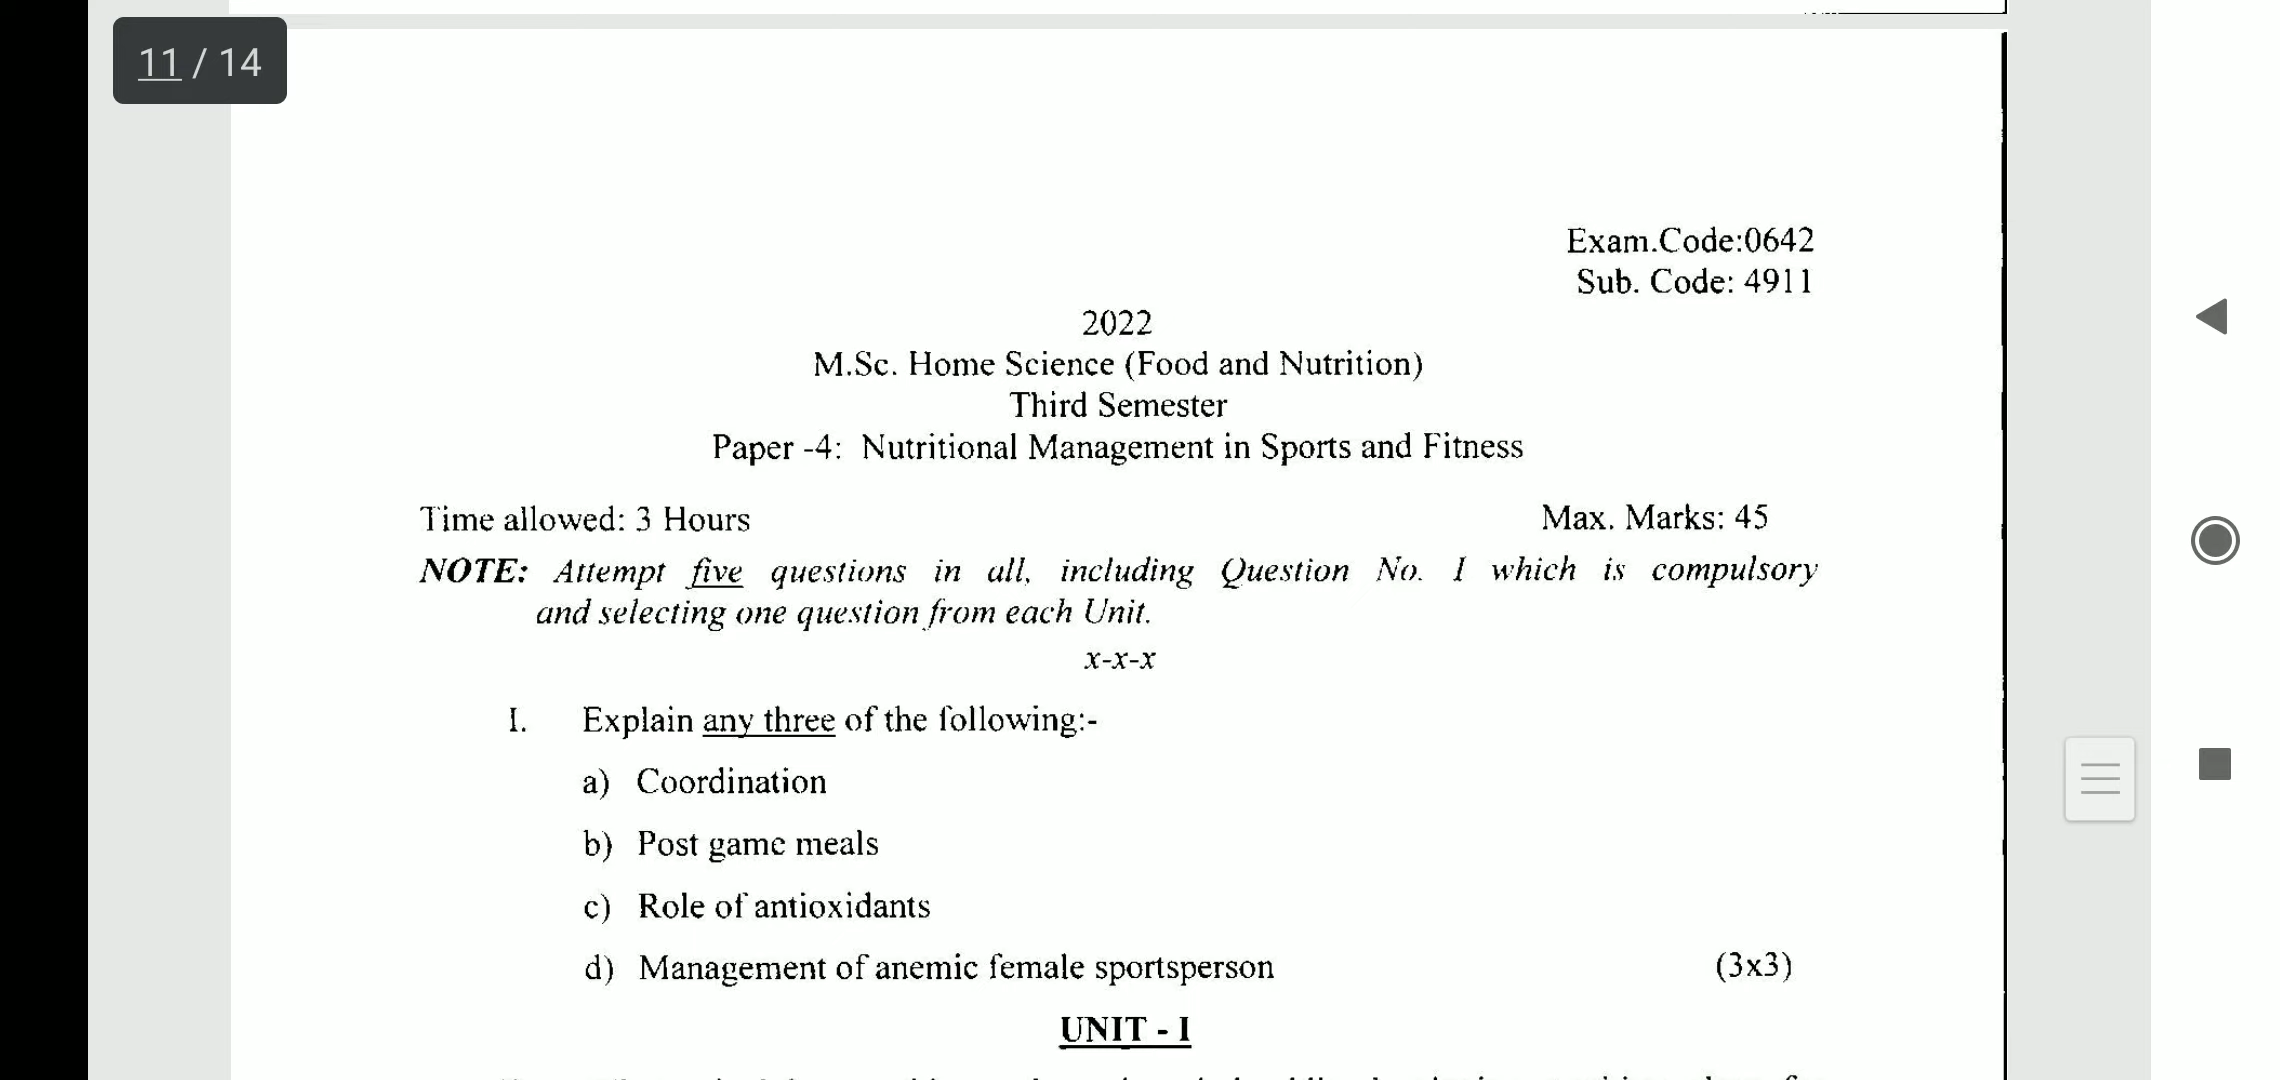 11 / 14
Exam.Code:0642
Sub. Code: 4911
2022
M.Sc. Home Science (Food and Nutrition)
Third Semester
Paper -4: Nutritional Management in Sports and Fitness
Time allowed: 3 Hours Max. Marks: 45
NOTE: Attempt five questions in all, including Question No. I which is compulsory
and selecting one question from each Unit.
x-x-x
I. Explain any three of the following:-
a) Coordination
b) Post game meals
c) Role of antioxidants
d) Management of anemic female sportsperson (3x3)
UNIT - I